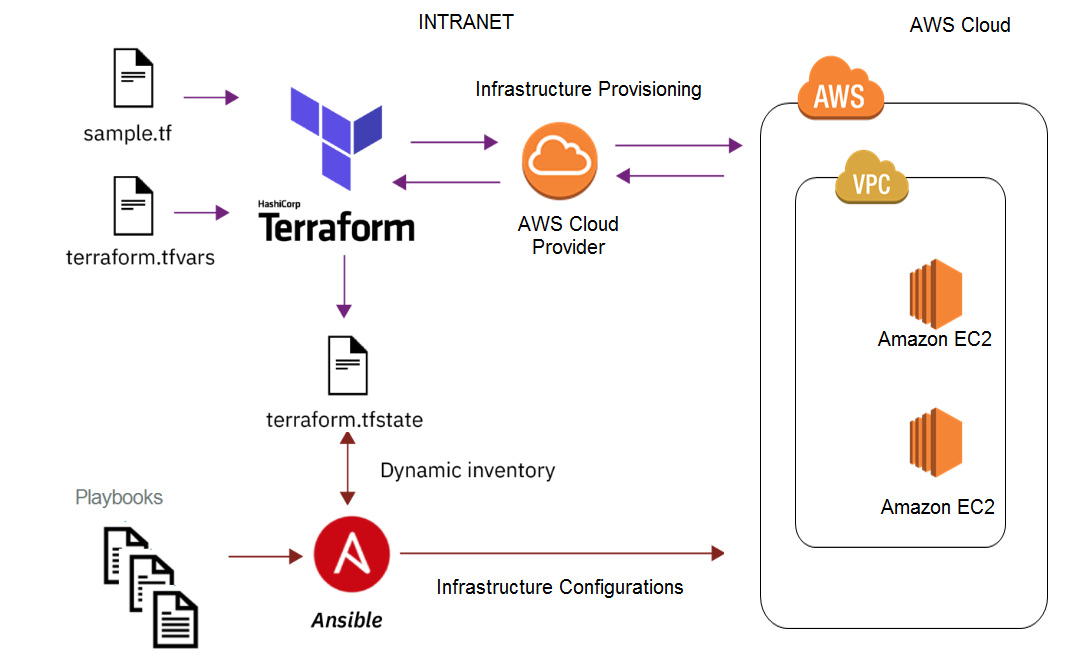 INTRANET
AWS Cloud
sample.tf
Infrastructure Provisioning
AWS
VPC
HashiCorp
Terraform
terraform.tfvars
AWS Cloud
Provider
Amazon EC2
terraform.tfstate
Dynamic inventory
Playbooks
Amazon EC2
Infrastructure Configurations
Ansible